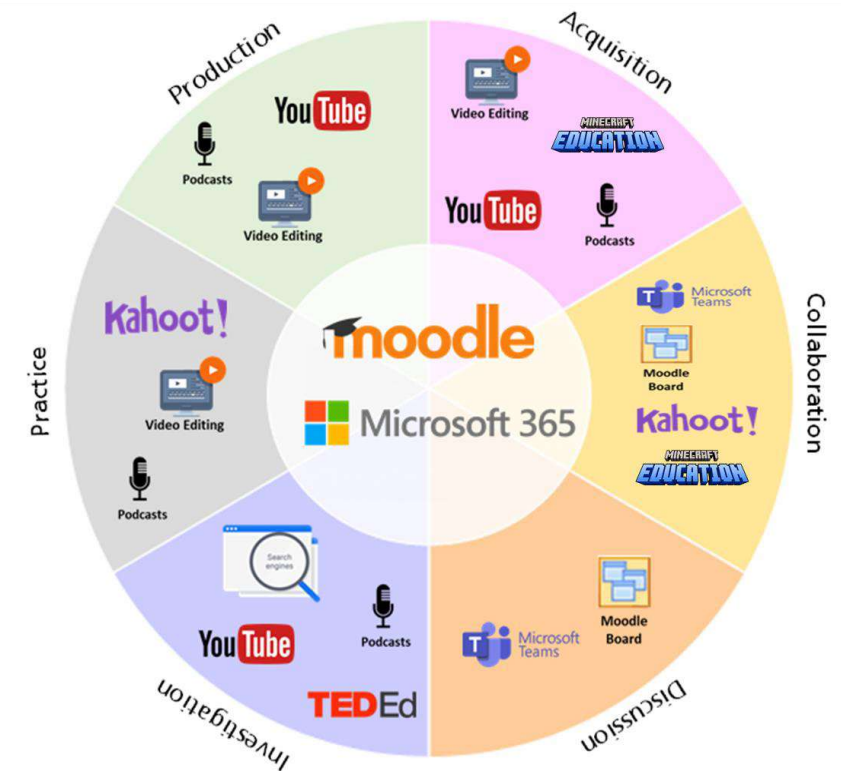 Production
YouTube
Podcasts
Video Editing
Acquisition
Video Editing
MINECRAFT
EDUCATION
YouTube
Podcasts
Collaboration
Microsoft
Teams
Moodle
Board
Kahoot!
MINECRAFT
EDUCATION
Discussion
Moodle
Board
T
Microsoft
Teams
Investigation
Search
engines
Podcasts
YouTube
TEDEd
Practice
Kahoot!
Video Editing
Podcasts
moodle
Microsoft 365